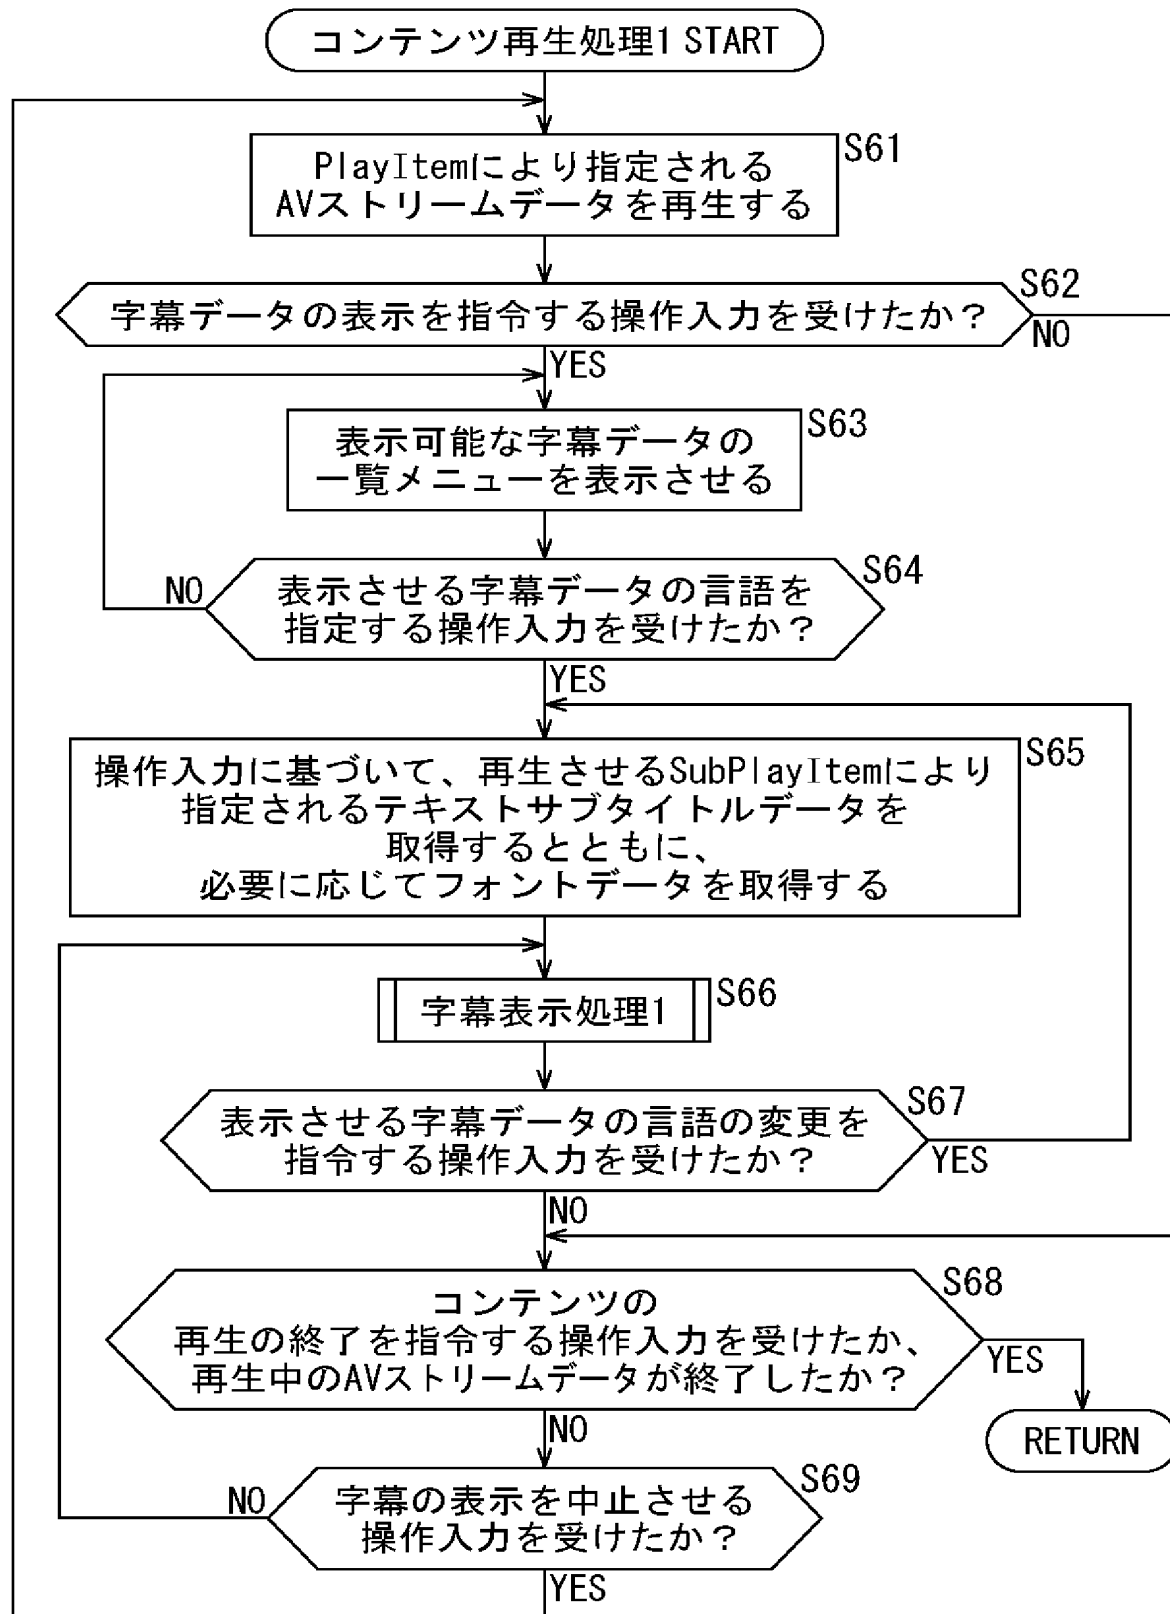 コンテンツ再生処理1 START
S61
PlayItemにより指定される
AVストリームデータを再生する
S62
字幕データの表示を指令する操作入力を受けたか？
NO
YES
S63
表示可能な字幕データの
一覧メニューを表示させる
S64
NO
表示させる字幕データの言語を
指定する操作入力を受けたか？
YES
S65
操作入力に基づいて、再生させるSubPlayItemにより
指定されるテキストサブタイトルデータを
取得するとともに、
必要に応じてフォントデータを取得する
S66
字幕表示処理1
S67
表示させる字幕データの言語の変更を
指令する操作入力を受けたか？
YES
NO
S68
コンテンツの
再生の終了を指令する操作入力を受けたか、
再生中のAVストリームデータが終了したか？
YES
NO
RETURN
S69
NO
字幕の表示を中止させる
操作入力を受けたか？
YES